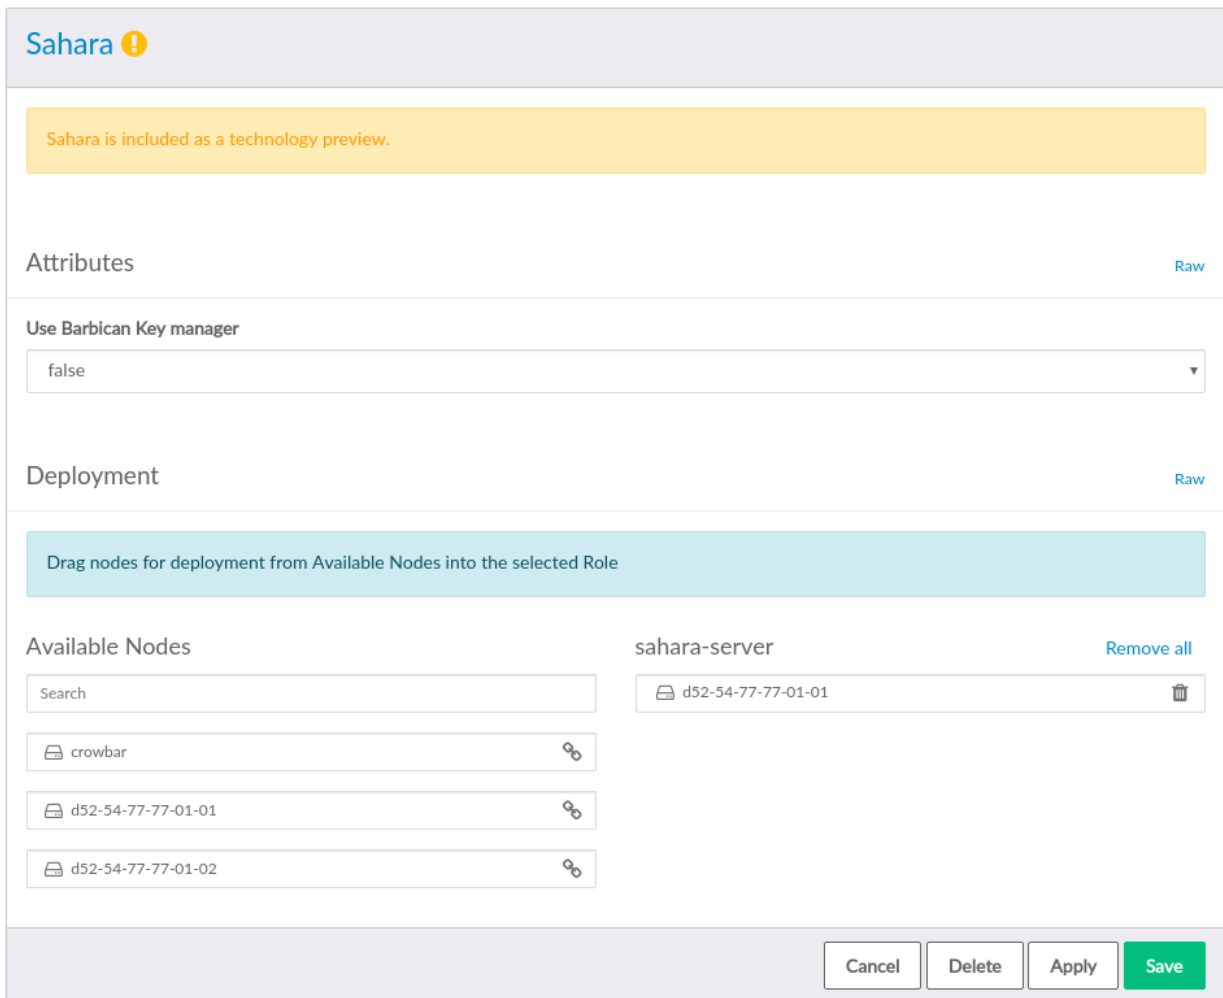 Sahara
Sahara is included as a technology preview.
Attributes
Raw
Use Barbican Key manager
false
Deployment
Raw
Drag nodes for deployment from Available Nodes into the selected Role
Available Nodes
Search
crowbar
d52-54-77-77-01-01
d52-54-77-77-01-02
sahara-server
Remove all
d52-54-77-77-01-01
Cancel
Delete
Apply
Save